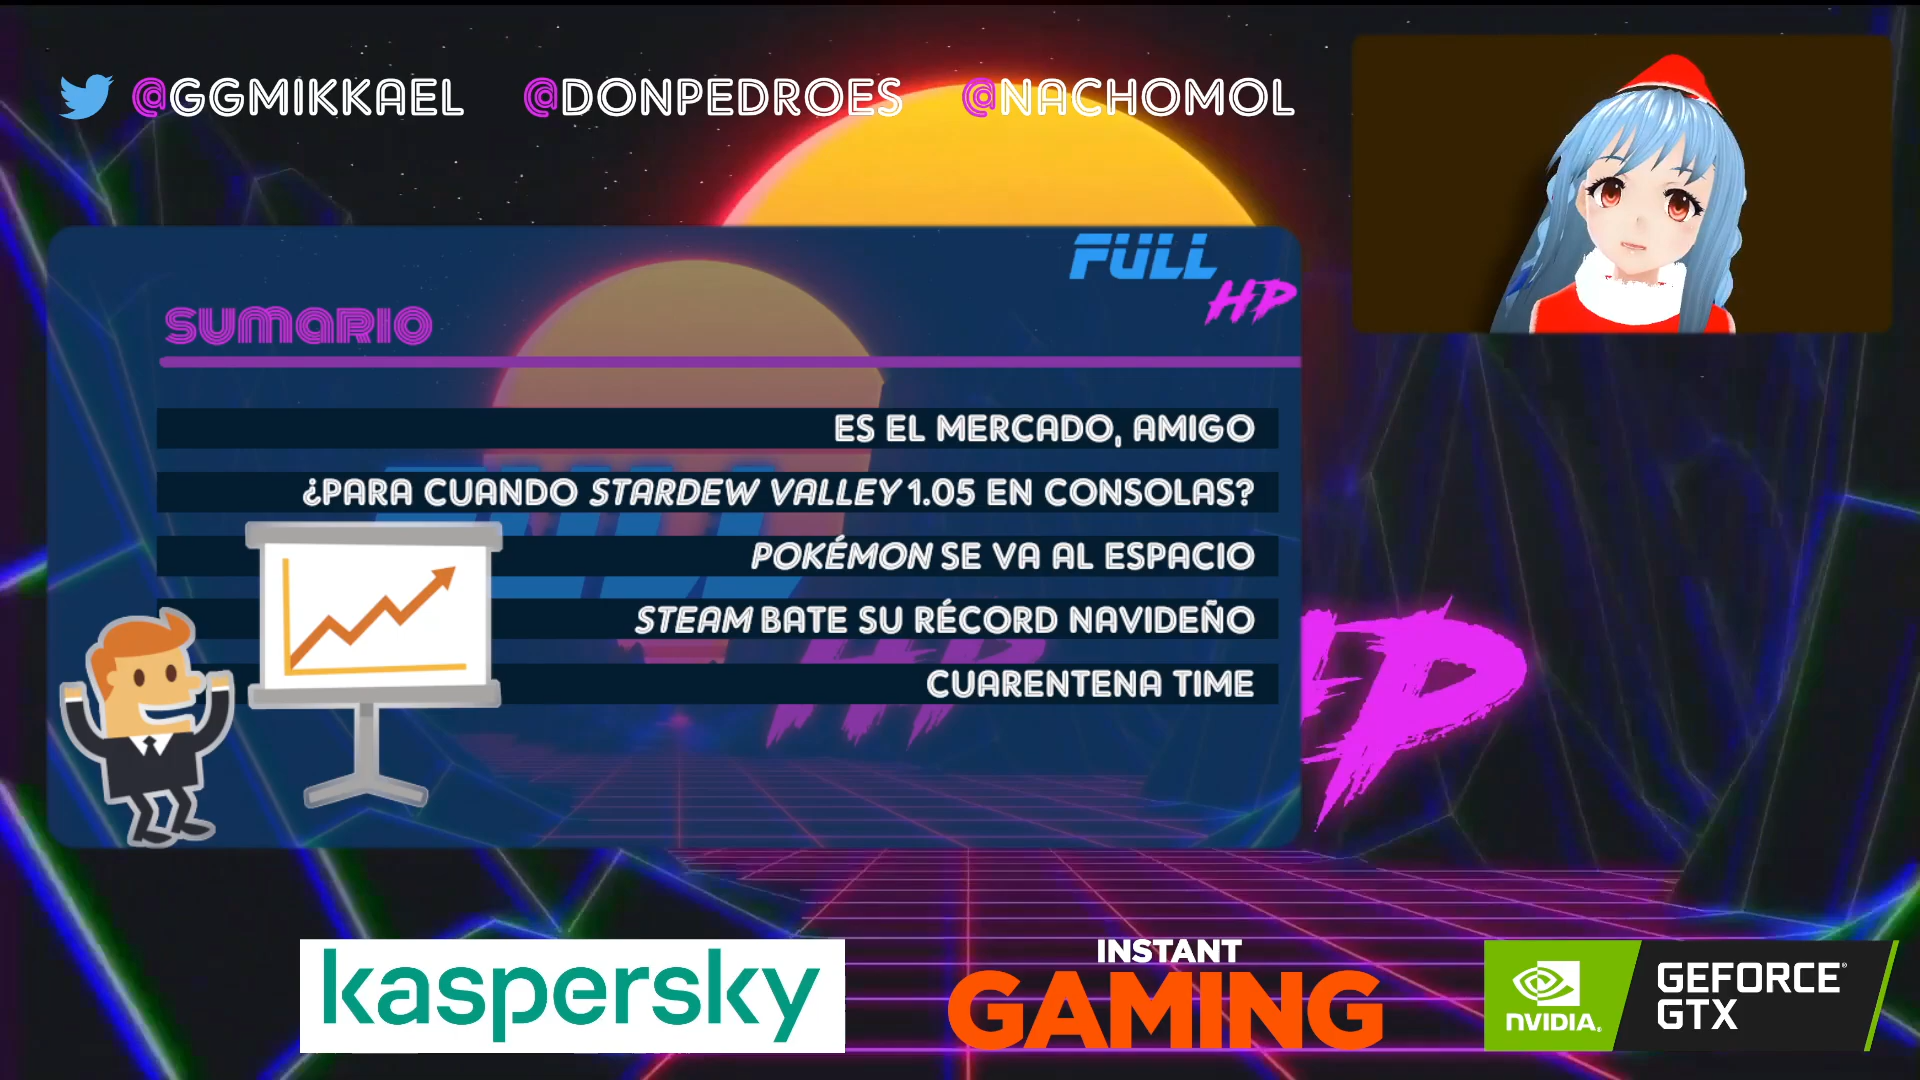 @GGMIKKAEL @DONPEDROES @NACHOMOL
FULL
HP
SUMARIO
ES EL MERCADO, AMIGO
¿PARA CUANDO STARDEW VALLEY 1.05 EN CONSOLAS?
POKÉMON SE VA AL ESPACIO
STEAM BATE SU RÉCORD NAVIDEÑO
CUARENTENA TIME
HP
kaspersky
INSTANT
GAMING
NVIDIA.
GEFORCE®
GTX